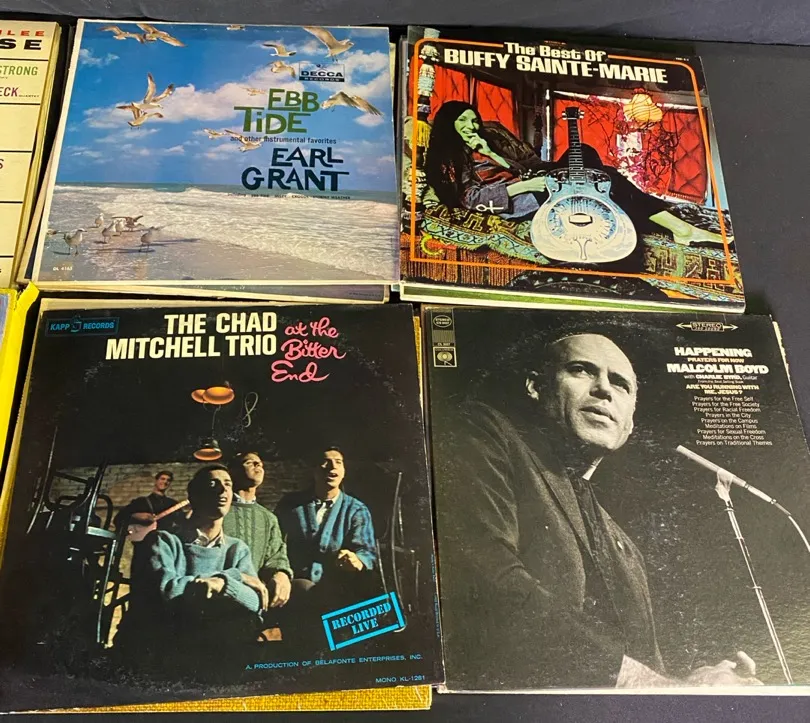 ILEE
SE
STRONG
ECK
S
DECCA
RECORDS
EBB
TIDE
and other instrumental favorites
EARL
GRANT
DL 4165
The Best Of
BUFFY SAINTE-MARIE
KAPP RECORDS
THE CHAD
MITCHELL TRIO
at the
Bitter
End
RECORDED
LIVE
A PRODUCTION OF BELAFONTE ENTERPRISES, INC.
MONO KL-1281
STEREO
HAPPENING
PRAYERS FOR NOW
MALCOLM BOYD
with CHARLIE BYRD, Guitar
ARE YOU RUNNING WITH
ME, JESUS?
Prayers for the Free Self
Prayers for the Free Society
Prayers for Racial Freedom
Prayers in the City
Prayers on the Campus
Meditations on Films
Prayers for Sexual Freedom
Meditations on the Cross
Prayers on Traditional Themes